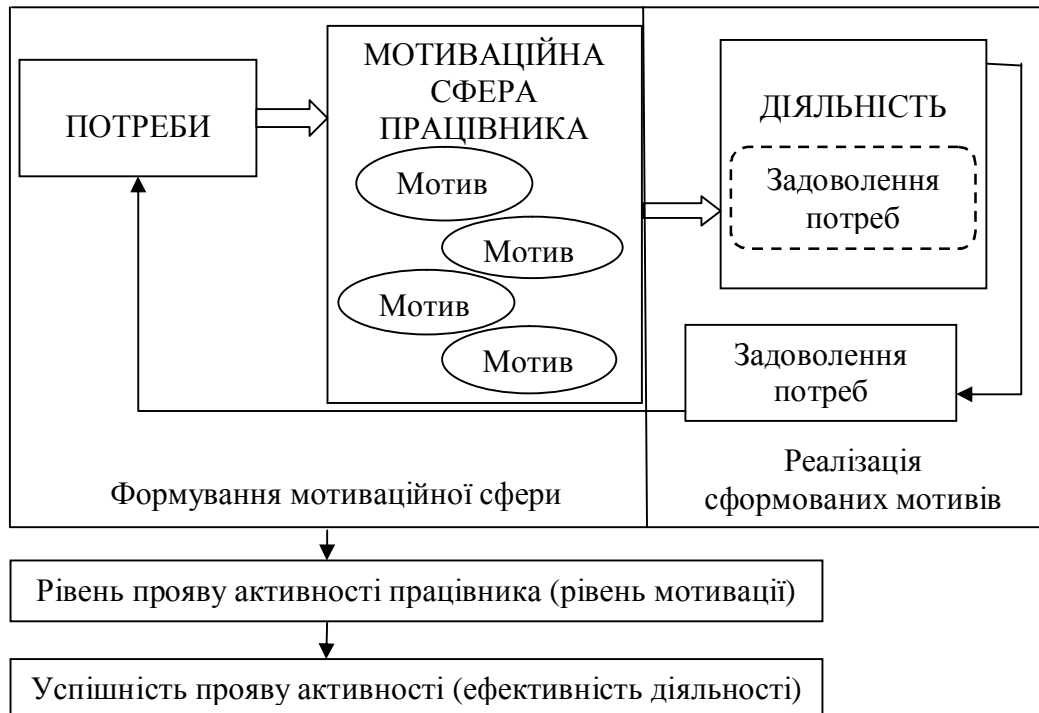 ПОТРЕБИ
МОТИВАЦІЙНА
СФЕРА
ПРАЦІВНИКА
Мотив
Мотив
Мотив
Мотив
ДІЯЛЬНІСТЬ
Задоволення
потреб
Задоволення
потреб
Формування мотиваційної сфери
Реалізація
сформованих мотивів
Рівень прояву активності працівника (рівень мотивації)
Успішність прояву активності (ефективність діяльності)